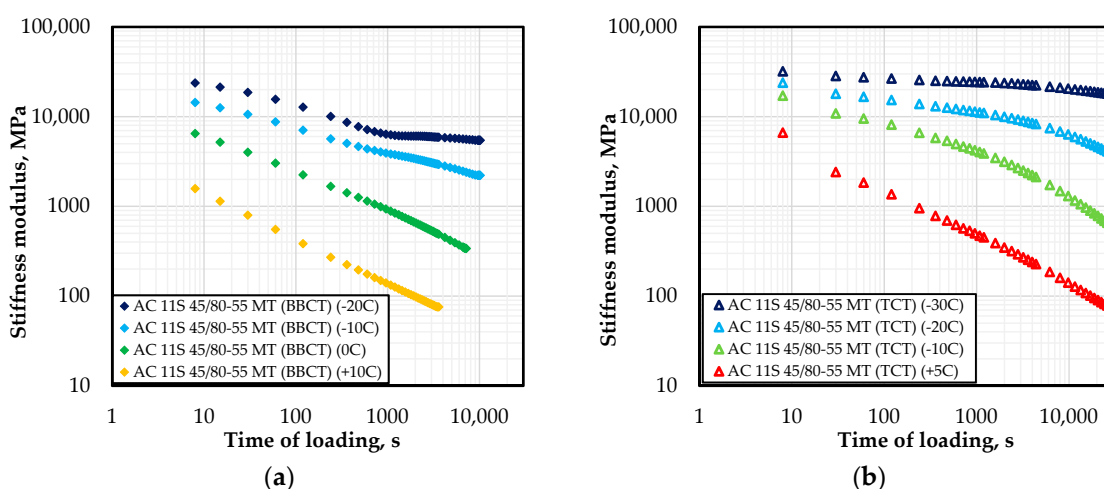 100,000
10,000
1000
100
10
Stiffness modulus, MPa
AC 11S 45/80-55 MT (BBCT) (-20C)
AC 11S 45/80-55 MT (BBCT) (-10C)
AC 11S 45/80-55 MT (BBCT) (0C)
AC 11S 45/80-55 MT (BBCT) (+10C)
1 10 100 1000 10,000
Time of loading, s
(a)
100,000
10,000
1000
100
10
Stiffness modulus, MPa
AC 11S 45/80-55 MT (TCT) (-30C)
AC 11S 45/80-55 MT (TCT) (-20C)
AC 11S 45/80-55 MT (TCT) (-10C)
AC 11S 45/80-55 MT (TCT) (+5C)
1 10 100 1000 10,000
Time of loading, s
(b)